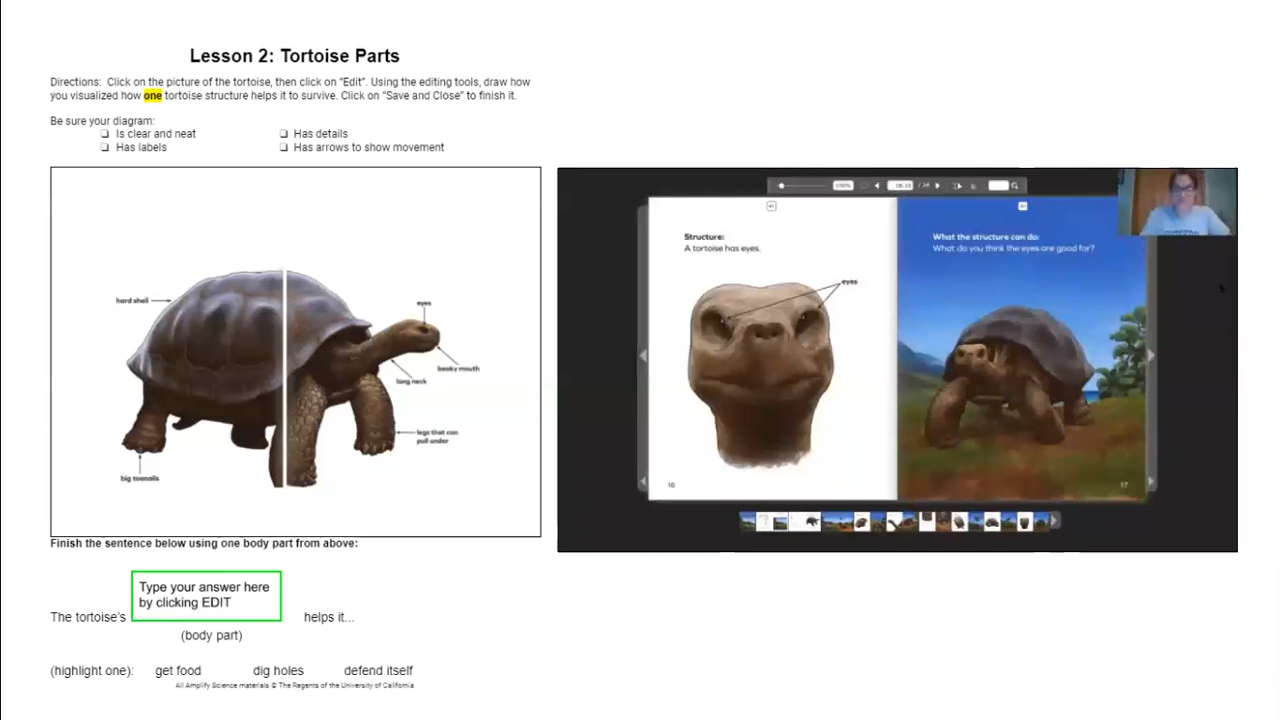 Lesson 2: Tortoise Parts
Directions: Click on the picture of the tortoise, then click on "Edit". Using the editing tools, draw how
you visualized how one tortoise structure helps it to survive. Click on "Save and Close" to finish it.
Be sure your diagram:
❏ Is clear and neat
❏ Has details
❏ Has labels
❏ Has arrows to show movement
hard shell
eyes
beaky mouth
long neck
legs that can
pull under
big toenails
Finish the sentence below using one body part from above:
Type your answer here
by clicking EDIT
The tortoise's
helps it...
(body part)
(highlight one): get food dig holes defend itself
All Amplify Science materials © The Regents of the University of California
100%
/ 24
Structure:
A tortoise has eyes.
eyes
16
What the structure can do:
What do you think the eyes are good for?
17